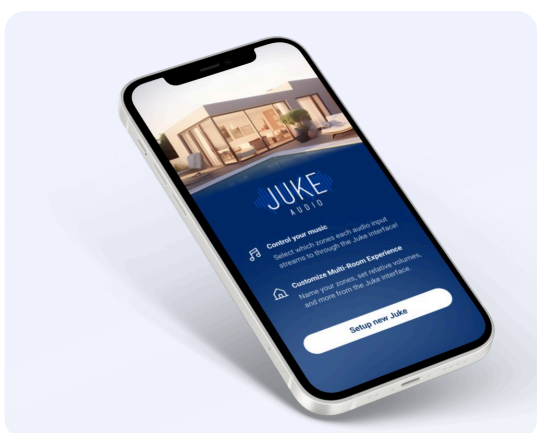 JUKE
AUDIO
Control your music
Select which zones each audio input
streams to through the Juke interface!
Customize Multi-Room Experience
Name your zones, set relative volumes,
and more from the Juke interface.
Setup new Juke